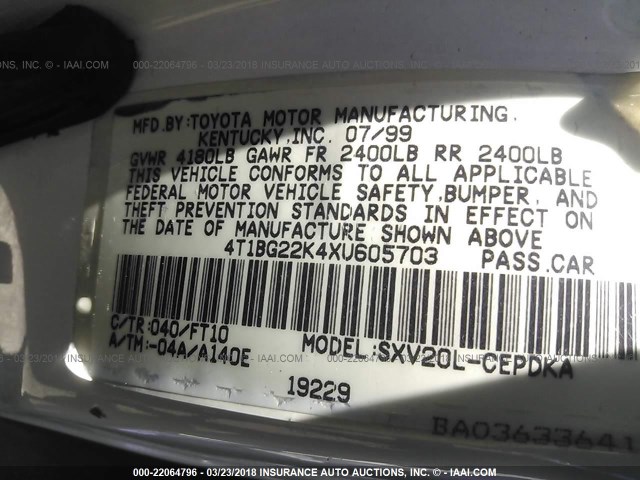 000-22064796 - 03/23/2018 - INSURANCE AUTO AUCTIONS, INC. - IAAI.COM
MFD.BY:TOYOTA MOTOR MANUFACTURING,
KENTUCKY,INC. 07/99
GVWR 4180LB GAWR FR 2400LB RR 2400LB
THIS VEHICLE CONFORMS TO ALL APPLICABLE
FEDERAL MOTOR VEHICLE SAFETY,BUMPER, AND
THEFT PREVENTION STANDARDS IN EFFECT ON
THE DATE OF MANUFACTURE SHOWN ABOVE
4T1BG22K4XU605703 PASS.CAR
C/TR:040/FT10
A/TM:-04A/A140E
MODEL:SXV20L-CEPDKA
19229
BA03633641
000-22064796 - 03/23/2018 - INSURANCE AUTO AUCTIONS, INC. - IAAI.COM